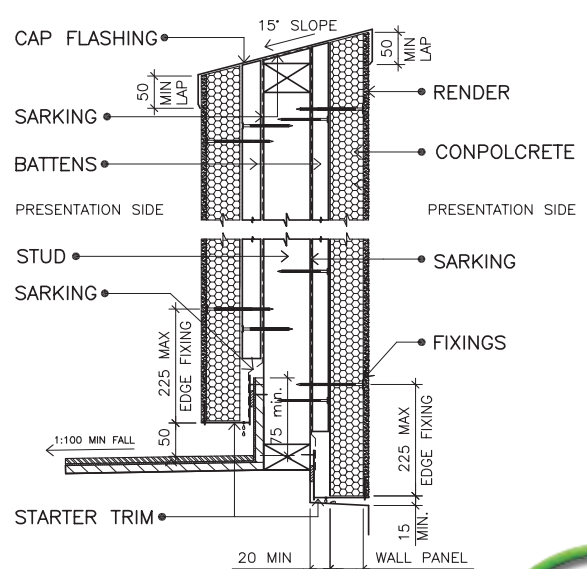 15° SLOPE
CAP FLASHING
50
MIN
LAP
50
MIN
LAP
RENDER
SARKING
BATTENS
CONPOLCRETE
PRESENTATION SIDE
PRESENTATION SIDE
STUD
SARKING
SARKING
225 MAX
EDGE FIXING
FIXINGS
75 min.
50
1:100 MIN FALL
225 MAX
EDGE FIXING
STARTER TRIM
15
MIN.
20 MIN
WALL PANEL